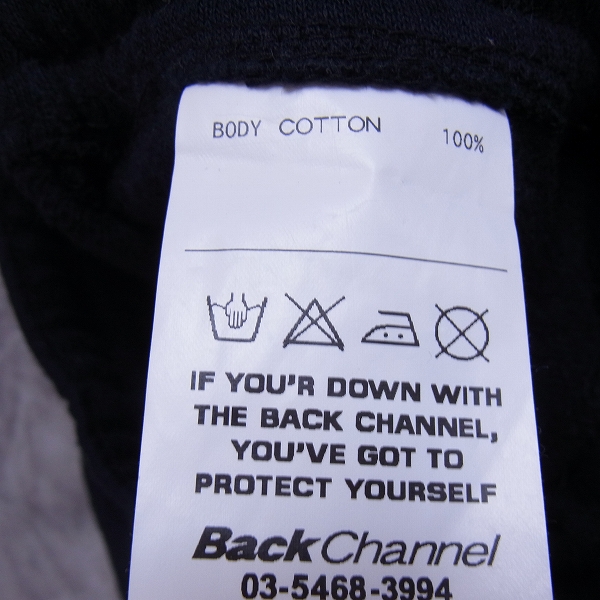 BODY COTTON 100%
IF YOU'R DOWN WITH
THE BACK CHANNEL,
YOU'VE GOT TO
PROTECT YOURSELF
BackChannel
03-5468-3994